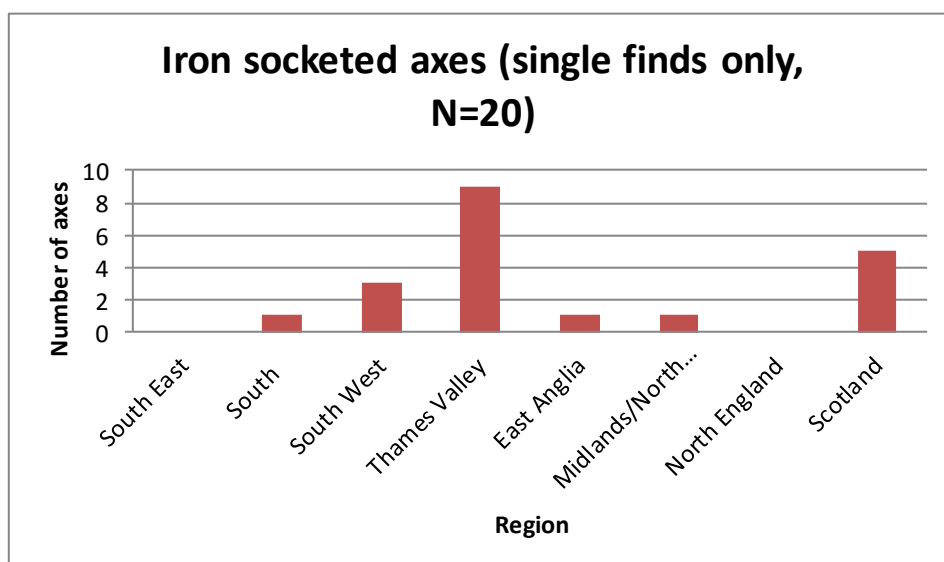 Iron socketed axes (single finds only,
N=20)
Number of axes
10
8
6
4
2
0
South East
South
South West
Thames Valley
East Anglia
Midlands/North...
North England
Scotland
Region